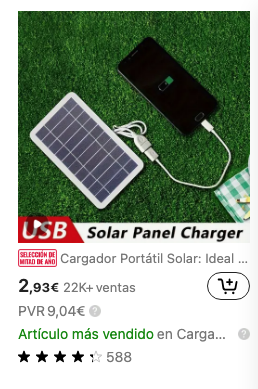 USB Solar Panel Charger
SELECCIÓN DE
MITAD DE AÑO
Cargador Portátil Solar: Ideal ...
2,93€ 22K+ ventas
PVR 9,04€
Artículo más vendido en Carga...
588